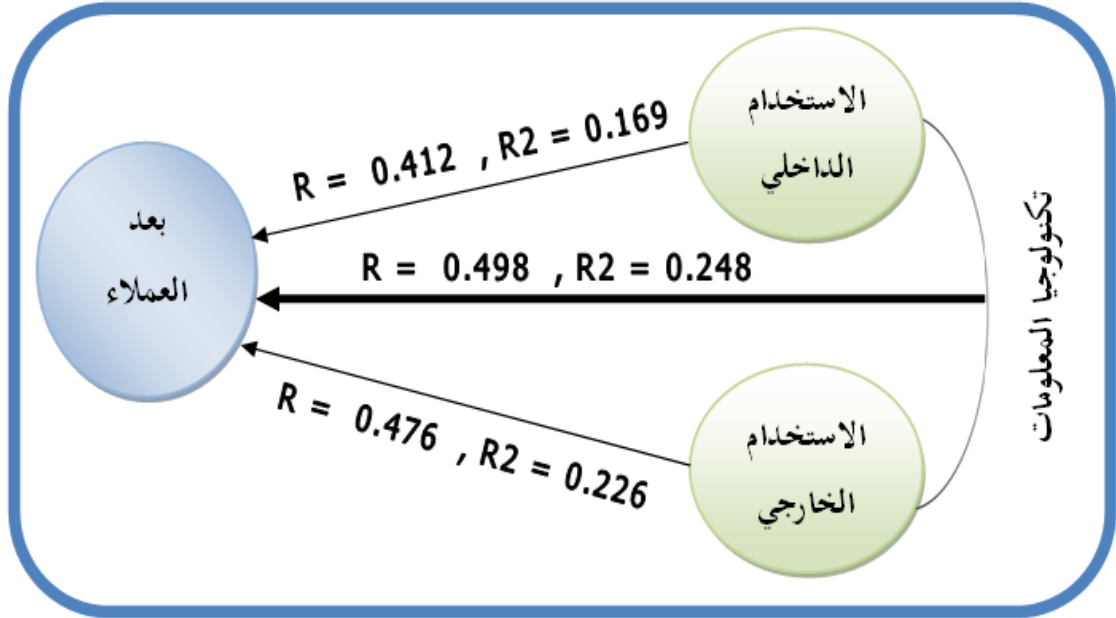 الاستخدام
الداخلي
R = 0.412 , R2 = 0.169
بعد
العملاء
R = 0.498 , R2 = 0.248
تكنولوجيا المعلومات
R = 0.476 , R2 = 0.226
الاستخدام
الخارجي